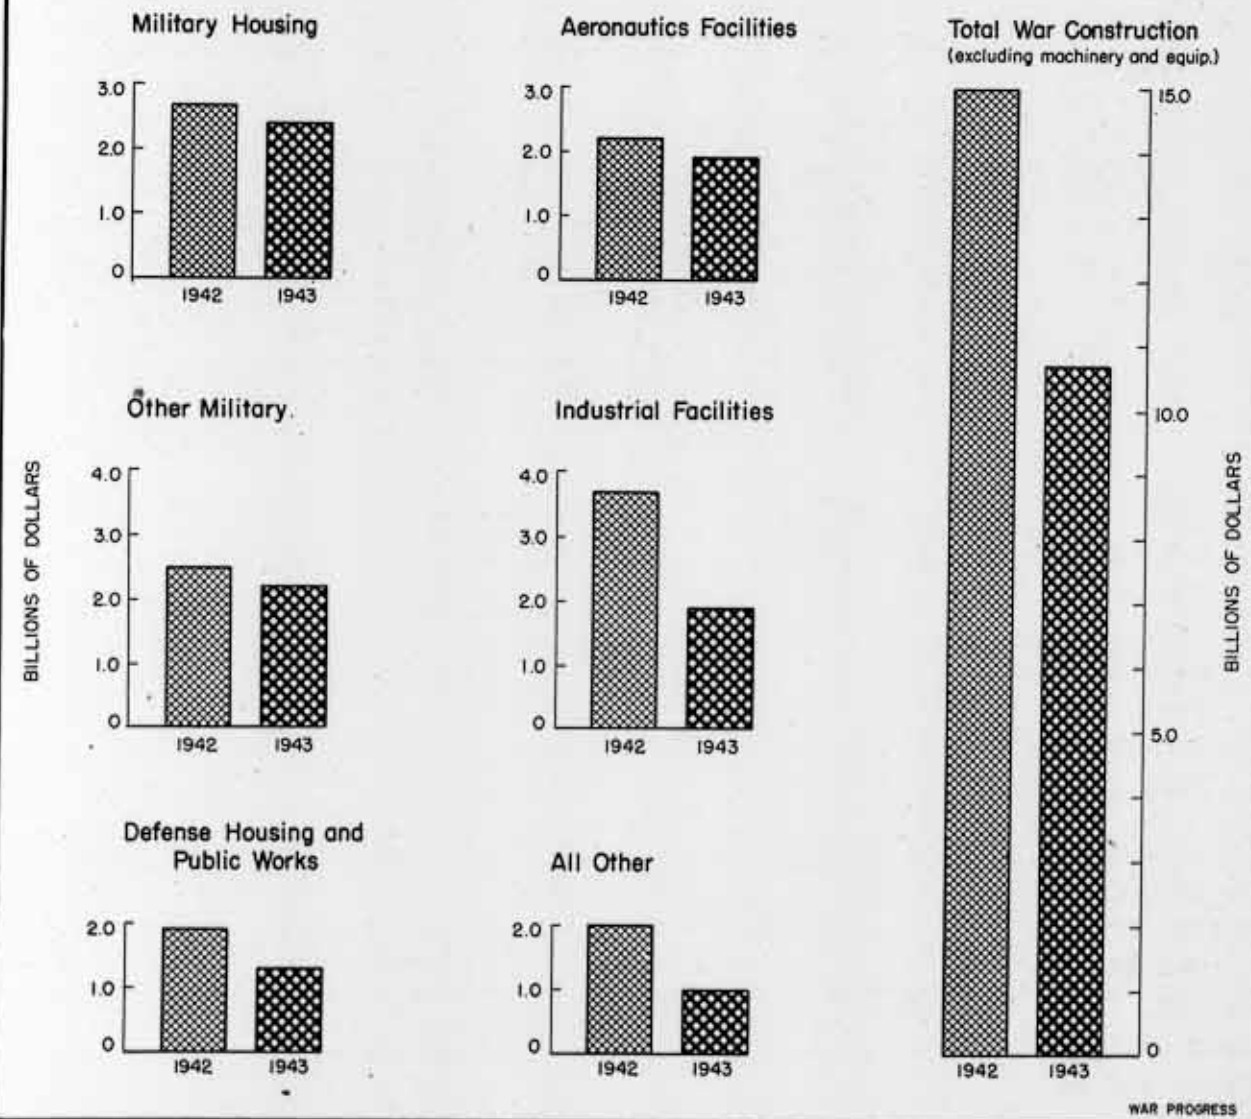 Military Housing
3.0
2.0
1.0
0
1942 1943
Aeronautics Facilities
3.0
2.0
1.0
0
1942 1943
Total War Construction
(excluding machinery and equip.)
15.0
10.0
5.0
0
1942 1943
BILLIONS OF DOLLARS
Other Military.
4.0
3.0
2.0
1.0
0
1942 1943
Industrial Facilities
4.0
3.0
2.0
1.0
0
1942 1943
BILLIONS OF DOLLARS
Defense Housing and
Public Works
2.0
1.0
0
1942 1943
All Other
2.0
1.0
0
1942 1943
WAR PROGRESS